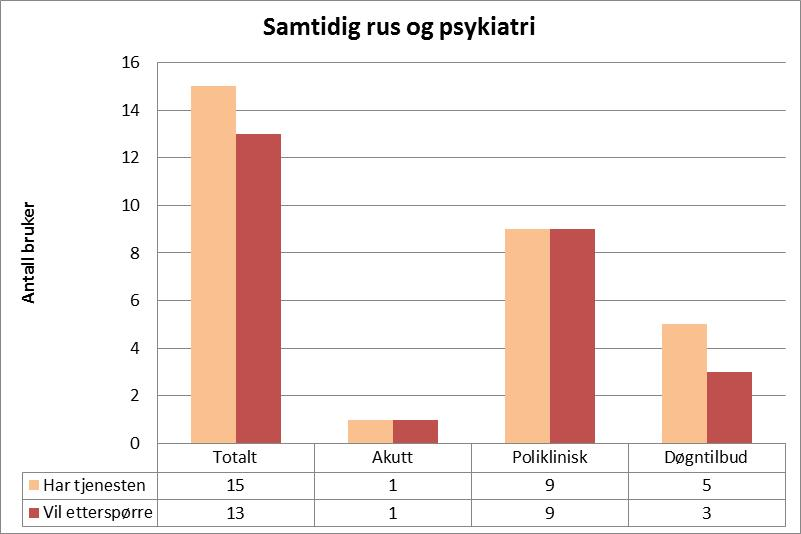 Samtidig rus og psykiatri
Antall bruker
16
14
12
10
8
6
4
2
0
Totalt Akutt Poliklinisk Døgntilbud
Har tjenesten 15 1 9 5
Vil etterspørre 13 1 9 3